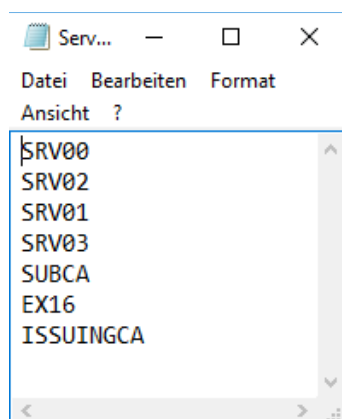 Serv...
Datei Bearbeiten Format
Ansicht ?
SRV00
SRV02
SRV01
SRV03
SUBCA
EX16
ISSUINGCA